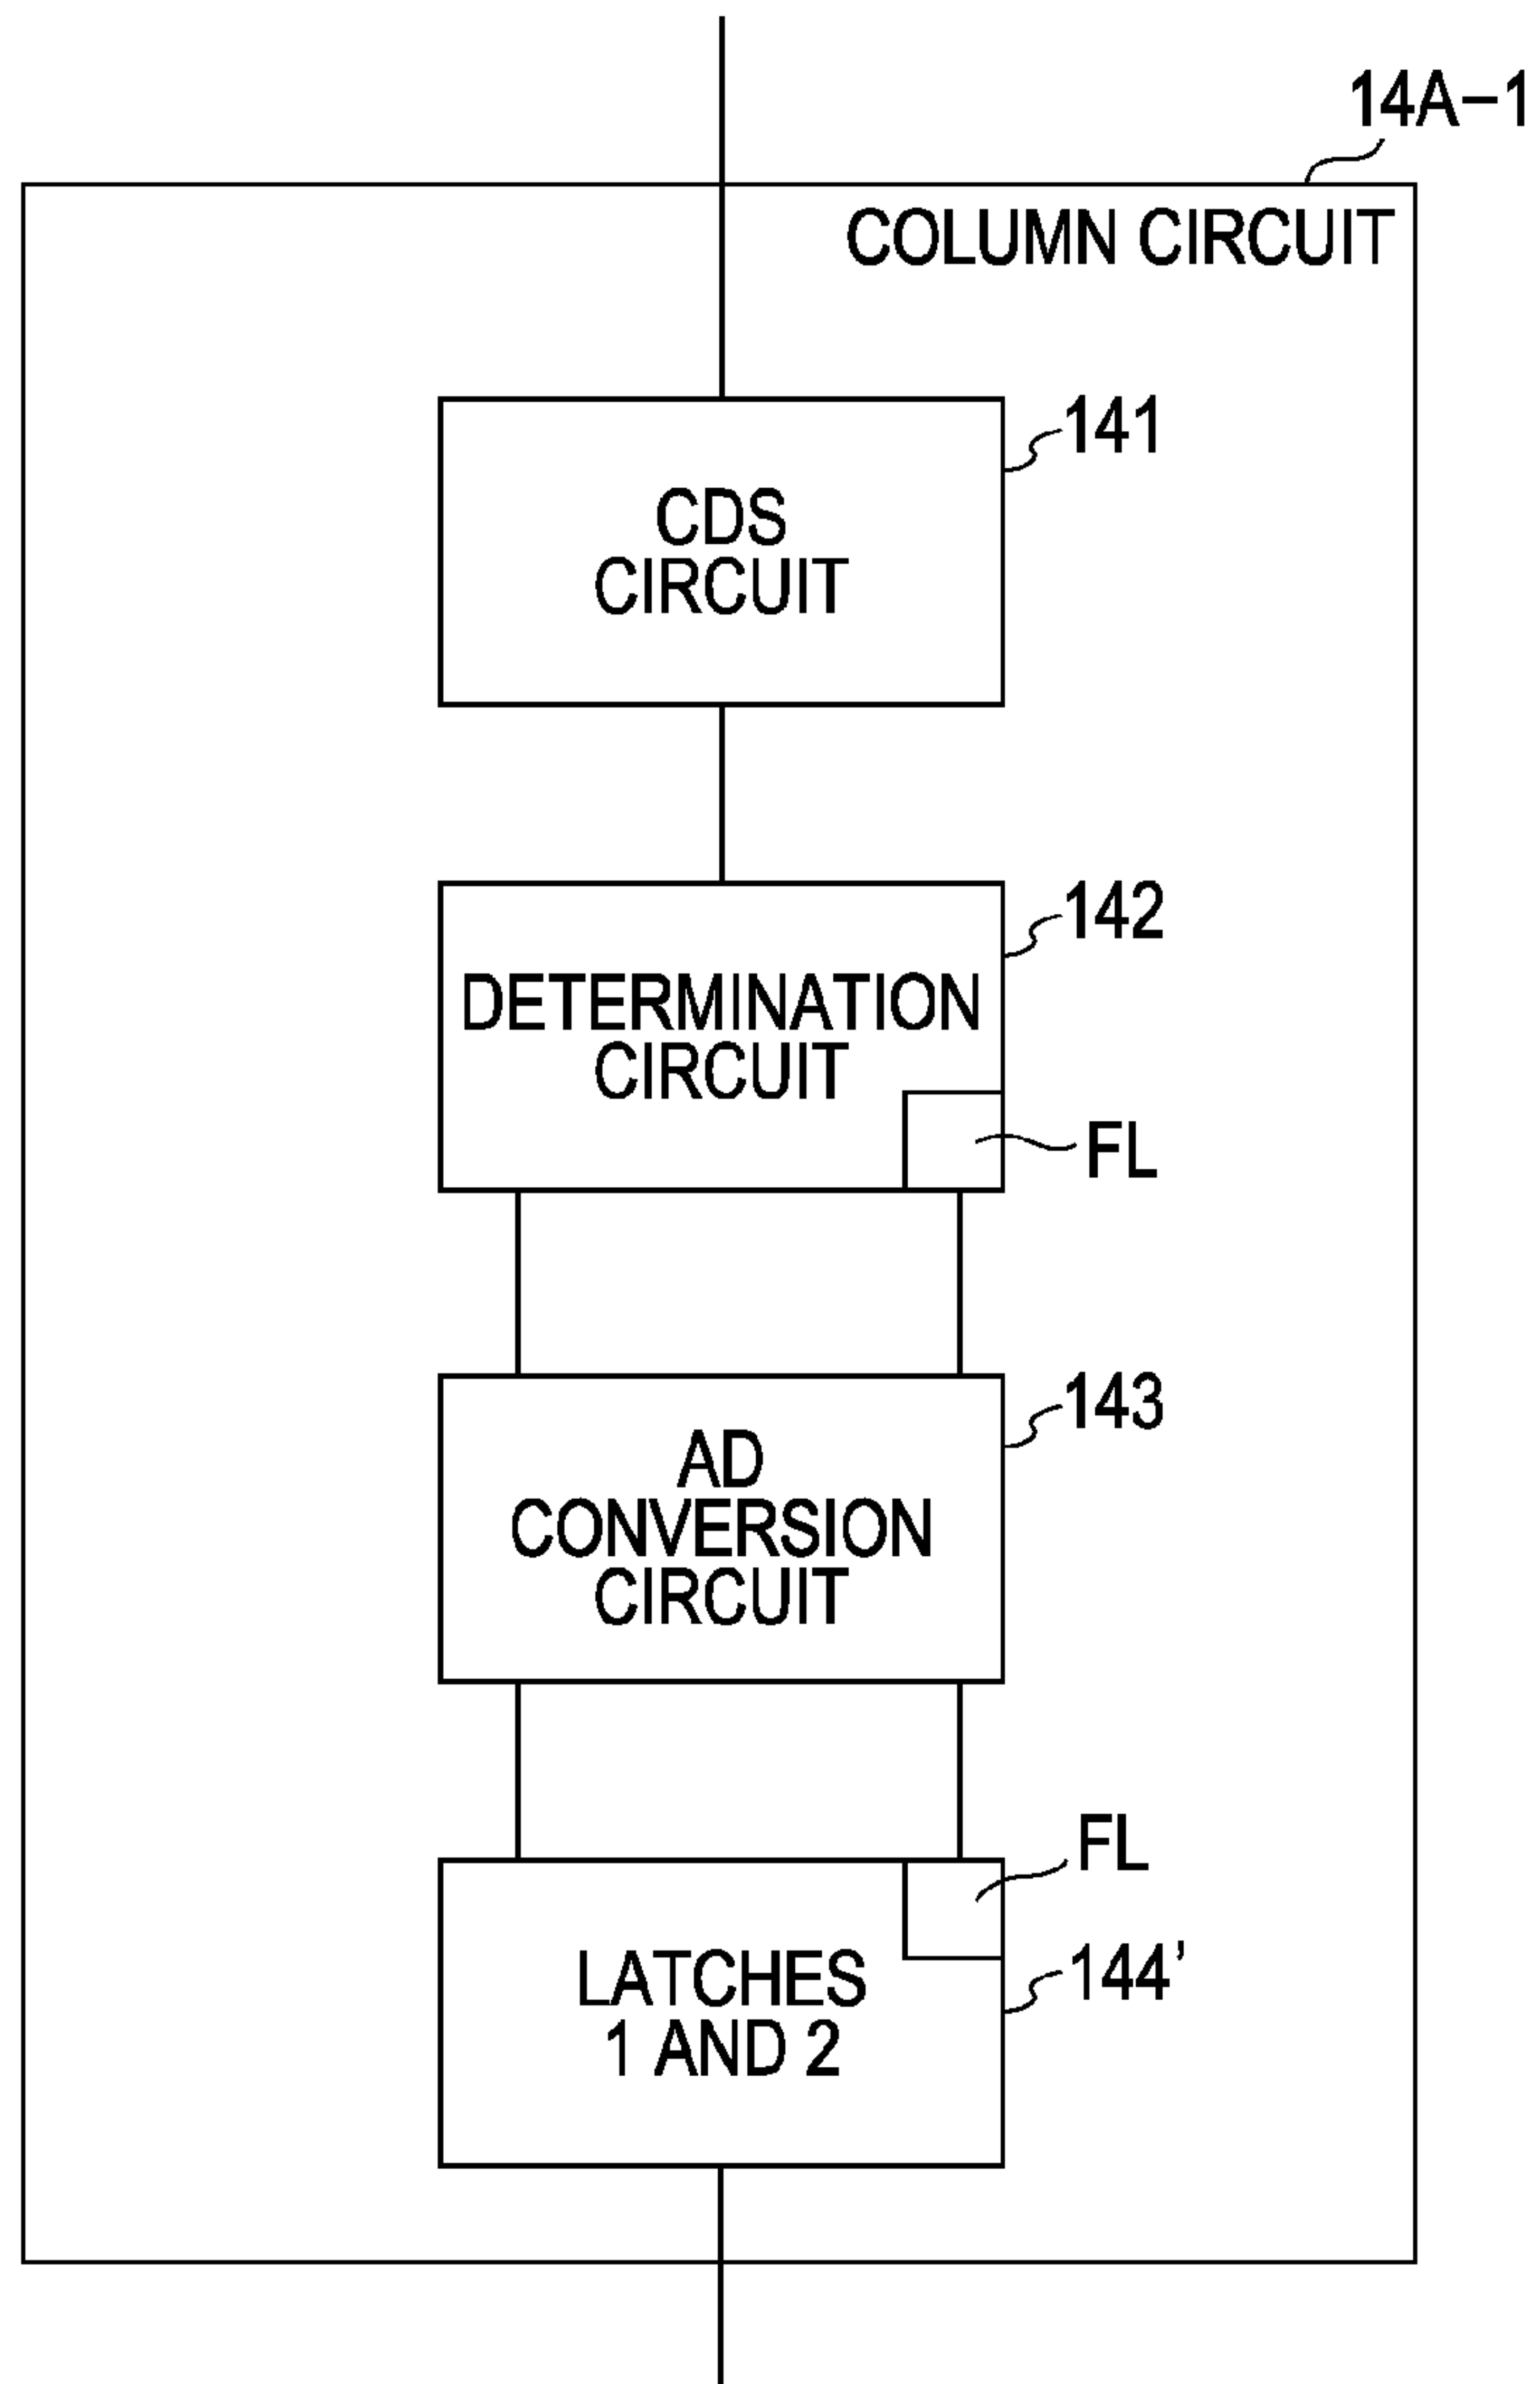 14A-1
COLUMN CIRCUIT
141
CDS
CIRCUIT
142
DETERMINATION
CIRCUIT
FL
143
AD
CONVERSION
CIRCUIT
FL
144'
LATCHES
1 AND 2